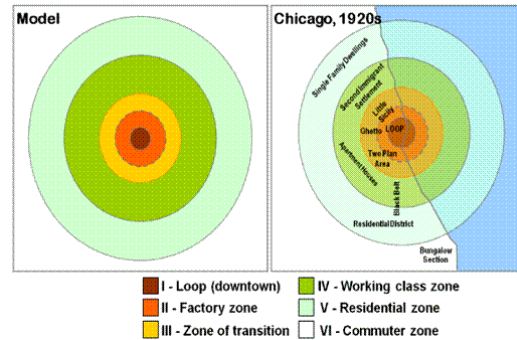 Model
Chicago, 1920s
Single Family Dwellings
Second Immigrant
Settlement
Little
Sicily
Ghetto
LOOP
Two Plan
Area
Apartment Houses
Black Belt
Residential District
Bungalow
Section
I - Loop (downtown)
II - Factory zone
III - Zone of transition
IV - Working class zone
V - Residential zone
VI - Commuter zone